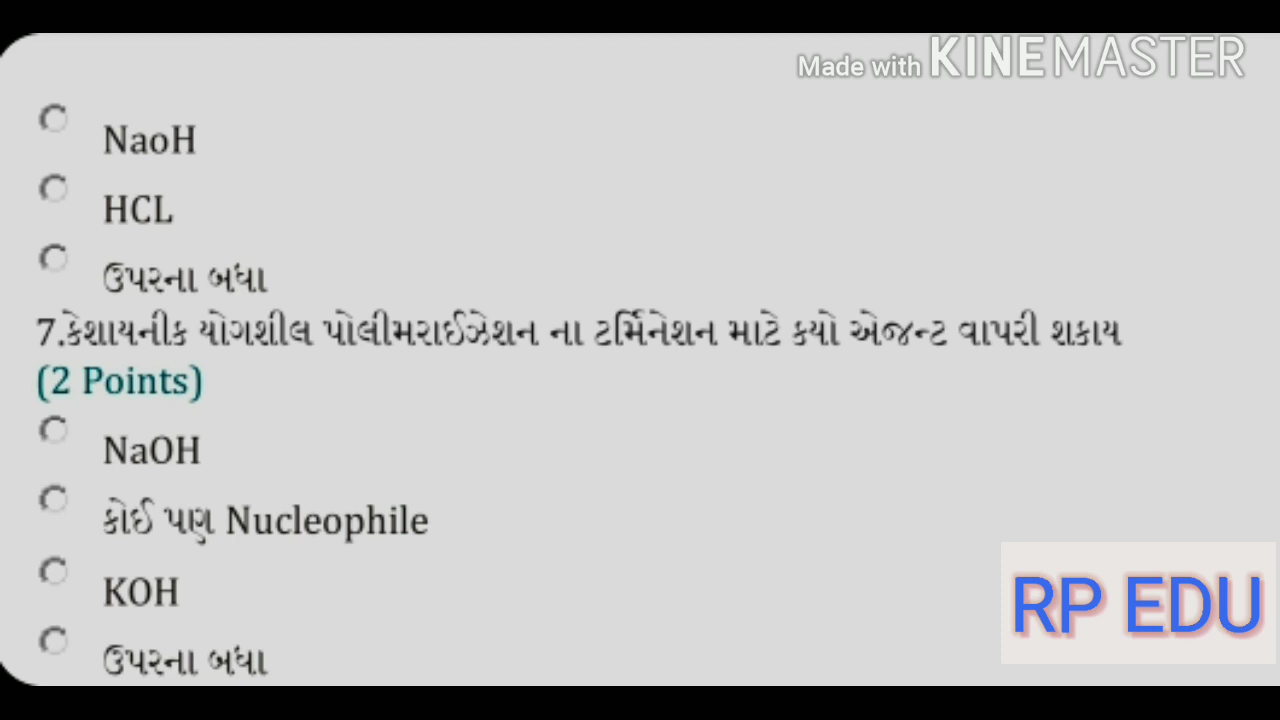 Made with KINEMASTER
NaoH
HCL
ઉપરના બધા
7.કેશાયનીક યોગશીલ પોલીમરાઈઝેશન ના ટર્મિનેશન માટે કયો એજન્ટ વાપરી શકાય
(2 Points)
NaOH
કોઈ પણ Nucleophile
KOH
ઉપરના બધા
RP EDU